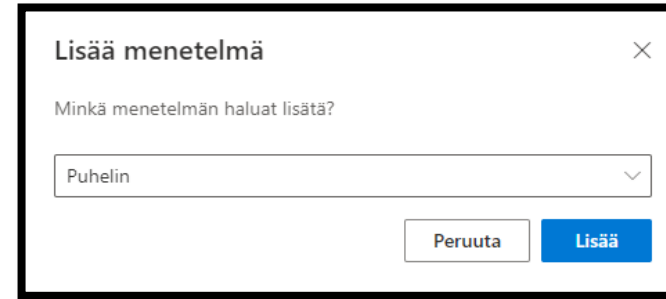 Lisää menetelmä
Minkä menetelmän haluat lisätä?
Puhelin
Peruuta
Lisää